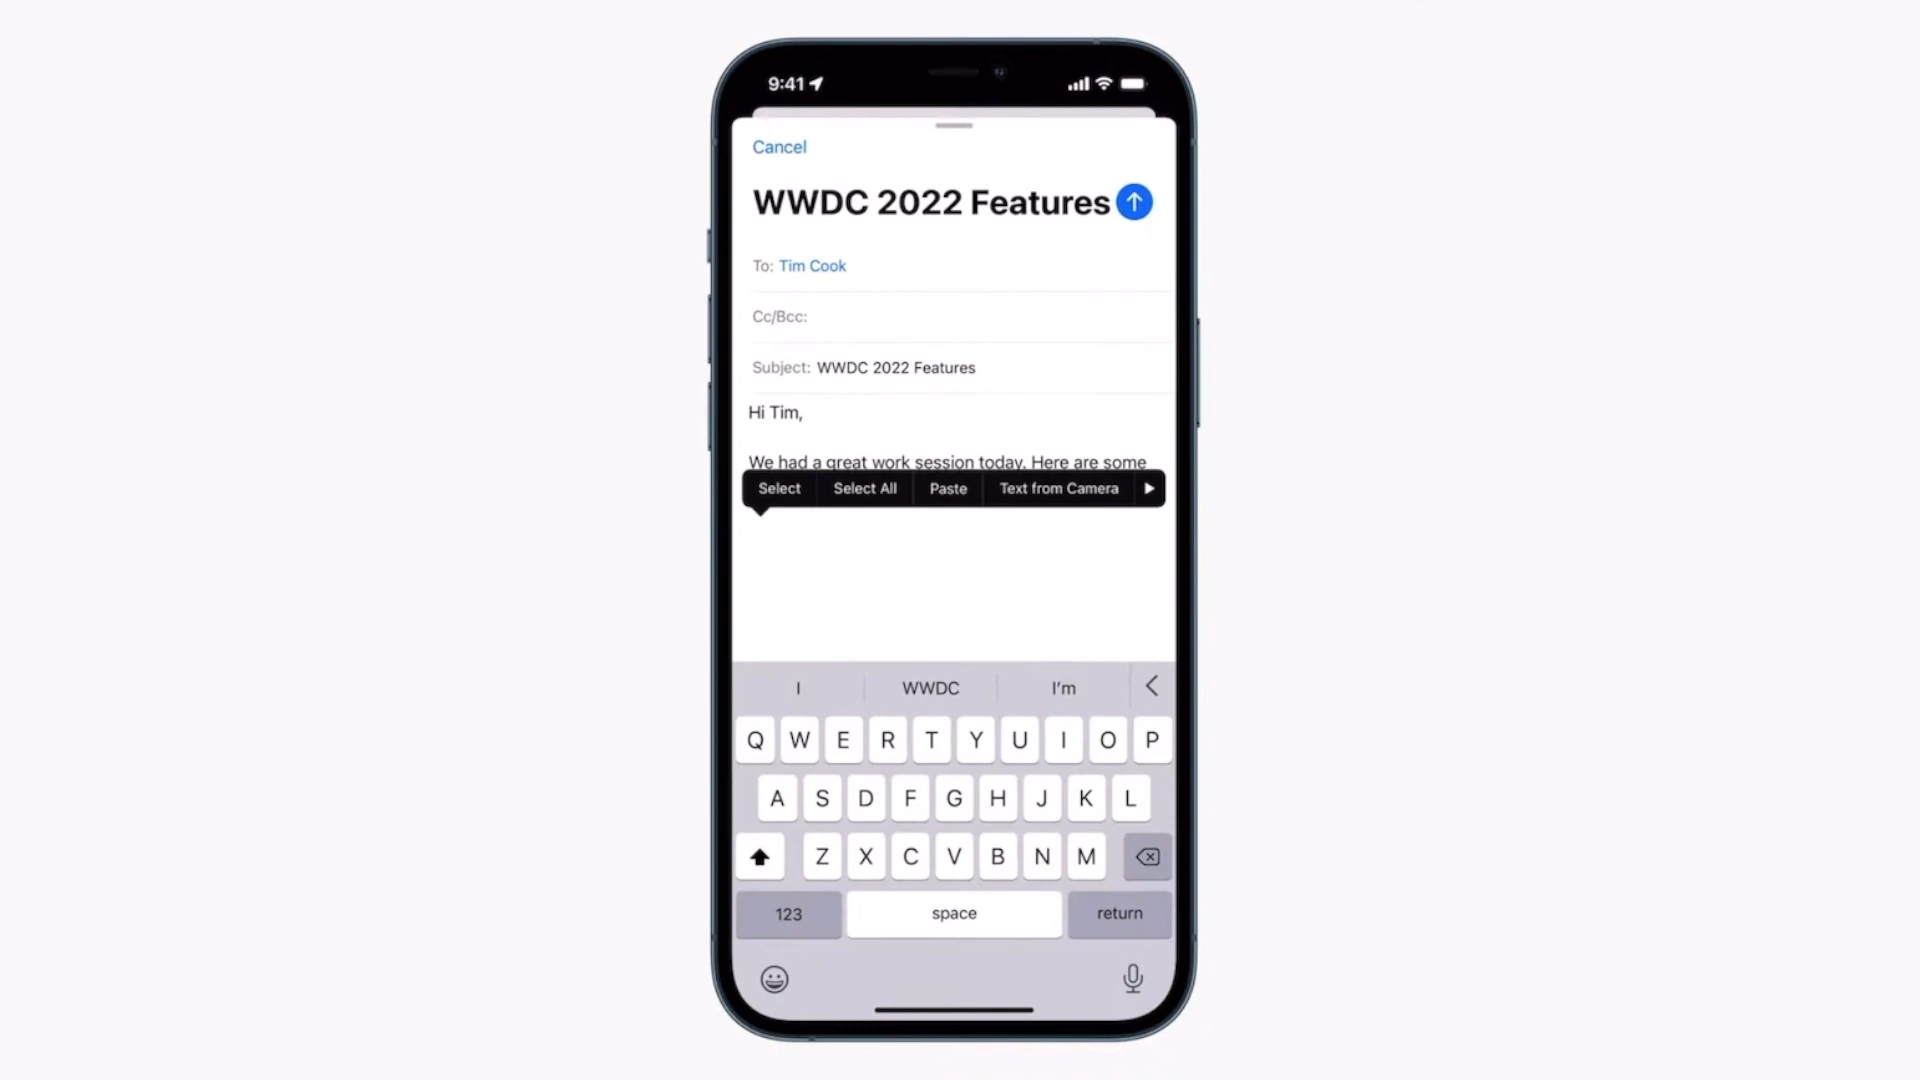 9:41
Cancel
WWDC 2022 Features
To: Tim Cook
Cc/Bcc:
Subject: WWDC 2022 Features
Hi Tim,
We had a great work session today. Here are some
Select Select All Paste Text from Camera
I WWDC I'm
Q W E R T Y U I O P
A S D F G H J K L
Z X C V B N M
123 space return